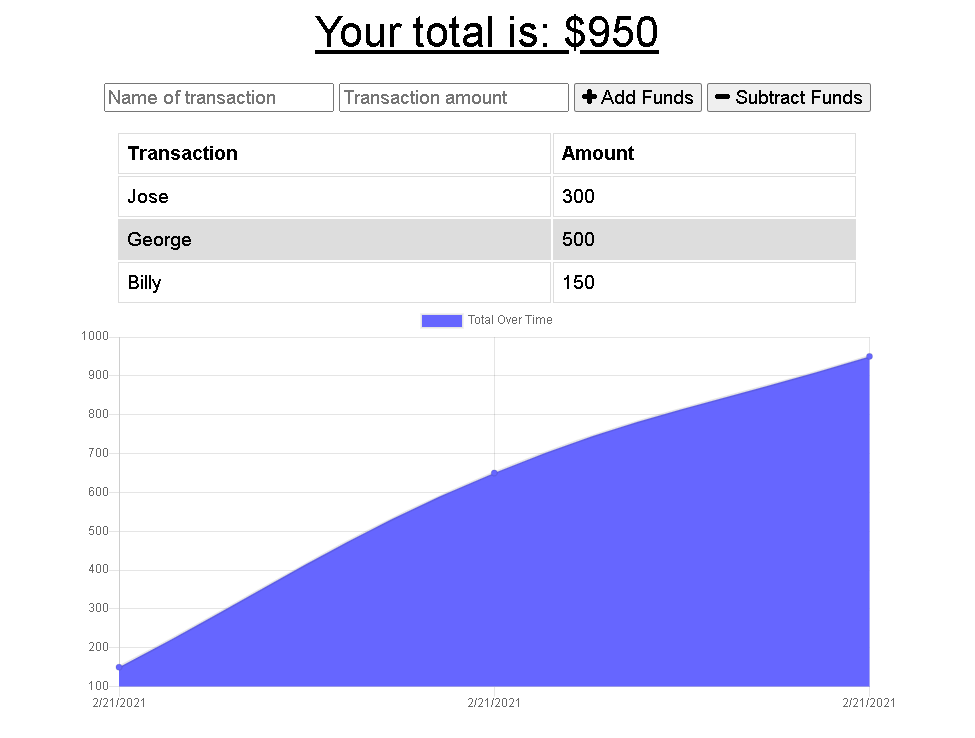 Your total is: $950
Name of transaction Transaction amount Add Funds Subtract Funds
Transaction Amount
Jose 300
George 500
Billy 150
Total Over Time
1000
900
800
700
600
500
400
300
200
100
2/21/2021 2/21/2021 2/21/2021